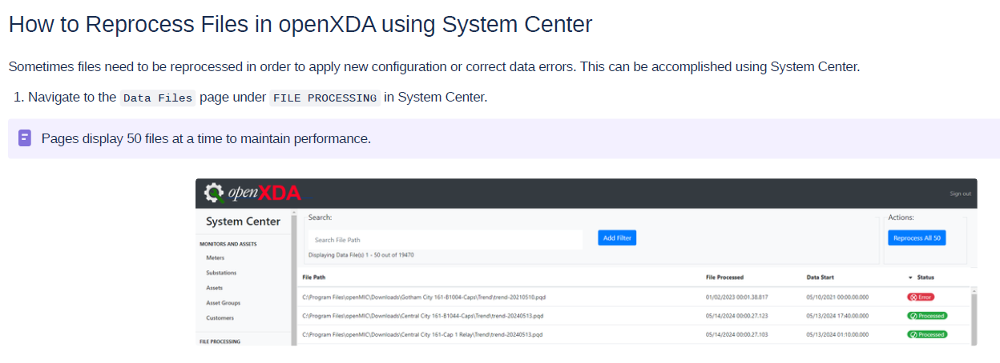 How to Reprocess Files in openXDA using System Center
Sometimes files need to be reprocessed in order to apply new configuration or correct data errors. This can be accomplished using System Center.
1. Navigate to the Data Files page under FILE PROCESSING in System Center.
Pages display 50 files at a time to maintain performance.
openXDA
Sign out
System Center
MONITORS AND ASSETS
Meters
Substations
Assets
Asset Groups
Customers
FILE PROCESSING
Search:
Search File Path
Add Filter
Displaying Data File(s) 1 - 50 out of 19470
Actions:
Reprocess All 50
File Path File Processed Data Start Status
C:\Program Files\openMIC\Downloads\Gotham City 161-B1004-Caps\Trend\trend-20210510.pqd 01/02/2023 00:01.38.817 05/10/2021 00:00.00.000 Error
C:\Program Files\openMIC\Downloads\Central City 161-B1044-Caps\Trend\trend-20240513.pqd 05/14/2024 00:00.27.123 05/13/2024 17:40.00.000 Processed
C:\Program Files\openMIC\Downloads\Central City 161-Cap 1 Relay\Trend\trend-20240513.pqd 05/14/2024 00:00.27.103 05/13/2024 01:10.00.000 Processed